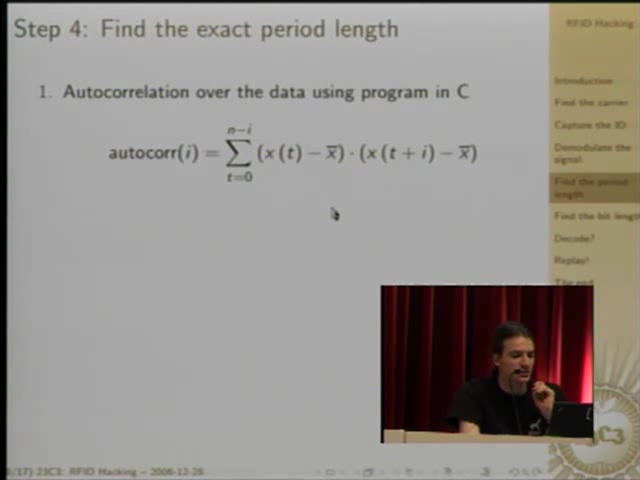 Step 4: Find the exact period length
1. Autocorrelation over the data using program in C
autocorr(i) = ∑_{t=0}^{n−i} (x(t) − x̅) · (x(t + i) − x̅)
RFID Hacking
Introduction
Find the carrier
Capture the ID
Demodulate the
signal
Find the period
length
Find the bit length
Decode?
Replay!
The end
/17) 23C3: RFID Hacking – 2006-12-28
23C3